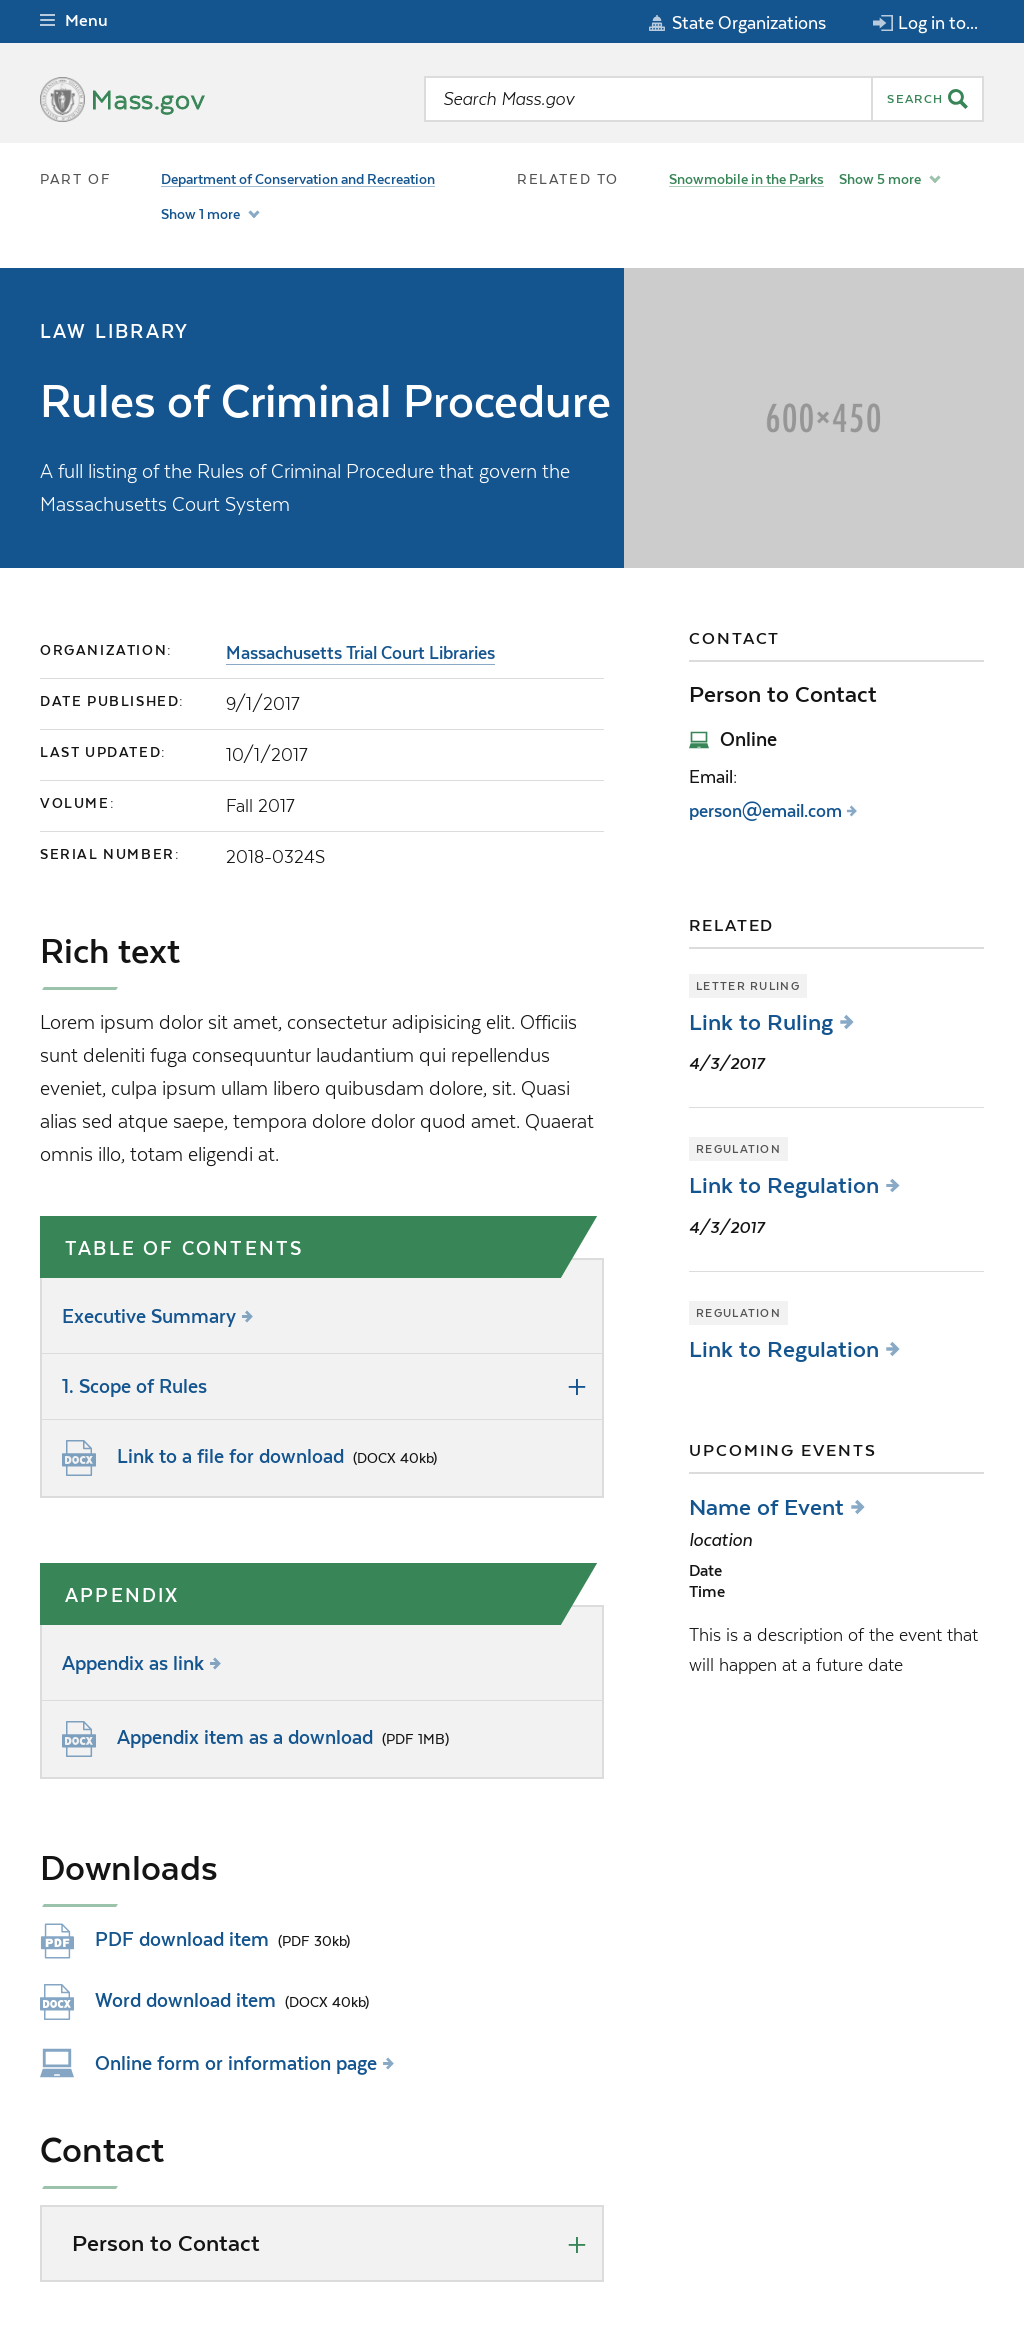 Menu
State Organizations
Log in to...
Mass.gov
Search Mass.gov
SEARCH
PART OF
Department of Conservation and Recreation
Show 1 more
RELATED TO
Snowmobile in the Parks
Show 5 more
LAW LIBRARY
Rules of Criminal Procedure
A full listing of the Rules of Criminal Procedure that govern the
Massachusetts Court System
600×450
ORGANIZATION:
Massachusetts Trial Court Libraries
DATE PUBLISHED:
9/1/2017
LAST UPDATED:
10/1/2017
VOLUME:
Fall 2017
SERIAL NUMBER:
2018-0324S
Rich text
Lorem ipsum dolor sit amet, consectetur adipisicing elit. Officiis
sunt deleniti fuga consequuntur laudantium qui repellendus
eveniet, culpa ipsum ullam libero quibusdam dolore, sit. Quasi
alias sed atque saepe, tempora dolore dolor quod amet. Quaerat
omnis illo, totam eligendi at.
TABLE OF CONTENTS
Executive Summary
1. Scope of Rules
DOCX
Link to a file for download (DOCX 40kb)
APPENDIX
Appendix as link
DOCX
Appendix item as a download (PDF 1MB)
Downloads
PDF
PDF download item (PDF 30kb)
DOCX
Word download item (DOCX 40kb)
Online form or information page
Contact
Person to Contact
CONTACT
Person to Contact
Online
Email:
person@email.com
RELATED
LETTER RULING
Link to Ruling
4/3/2017
REGULATION
Link to Regulation
4/3/2017
REGULATION
Link to Regulation
UPCOMING EVENTS
Name of Event
location
Date
Time
This is a description of the event that
will happen at a future date